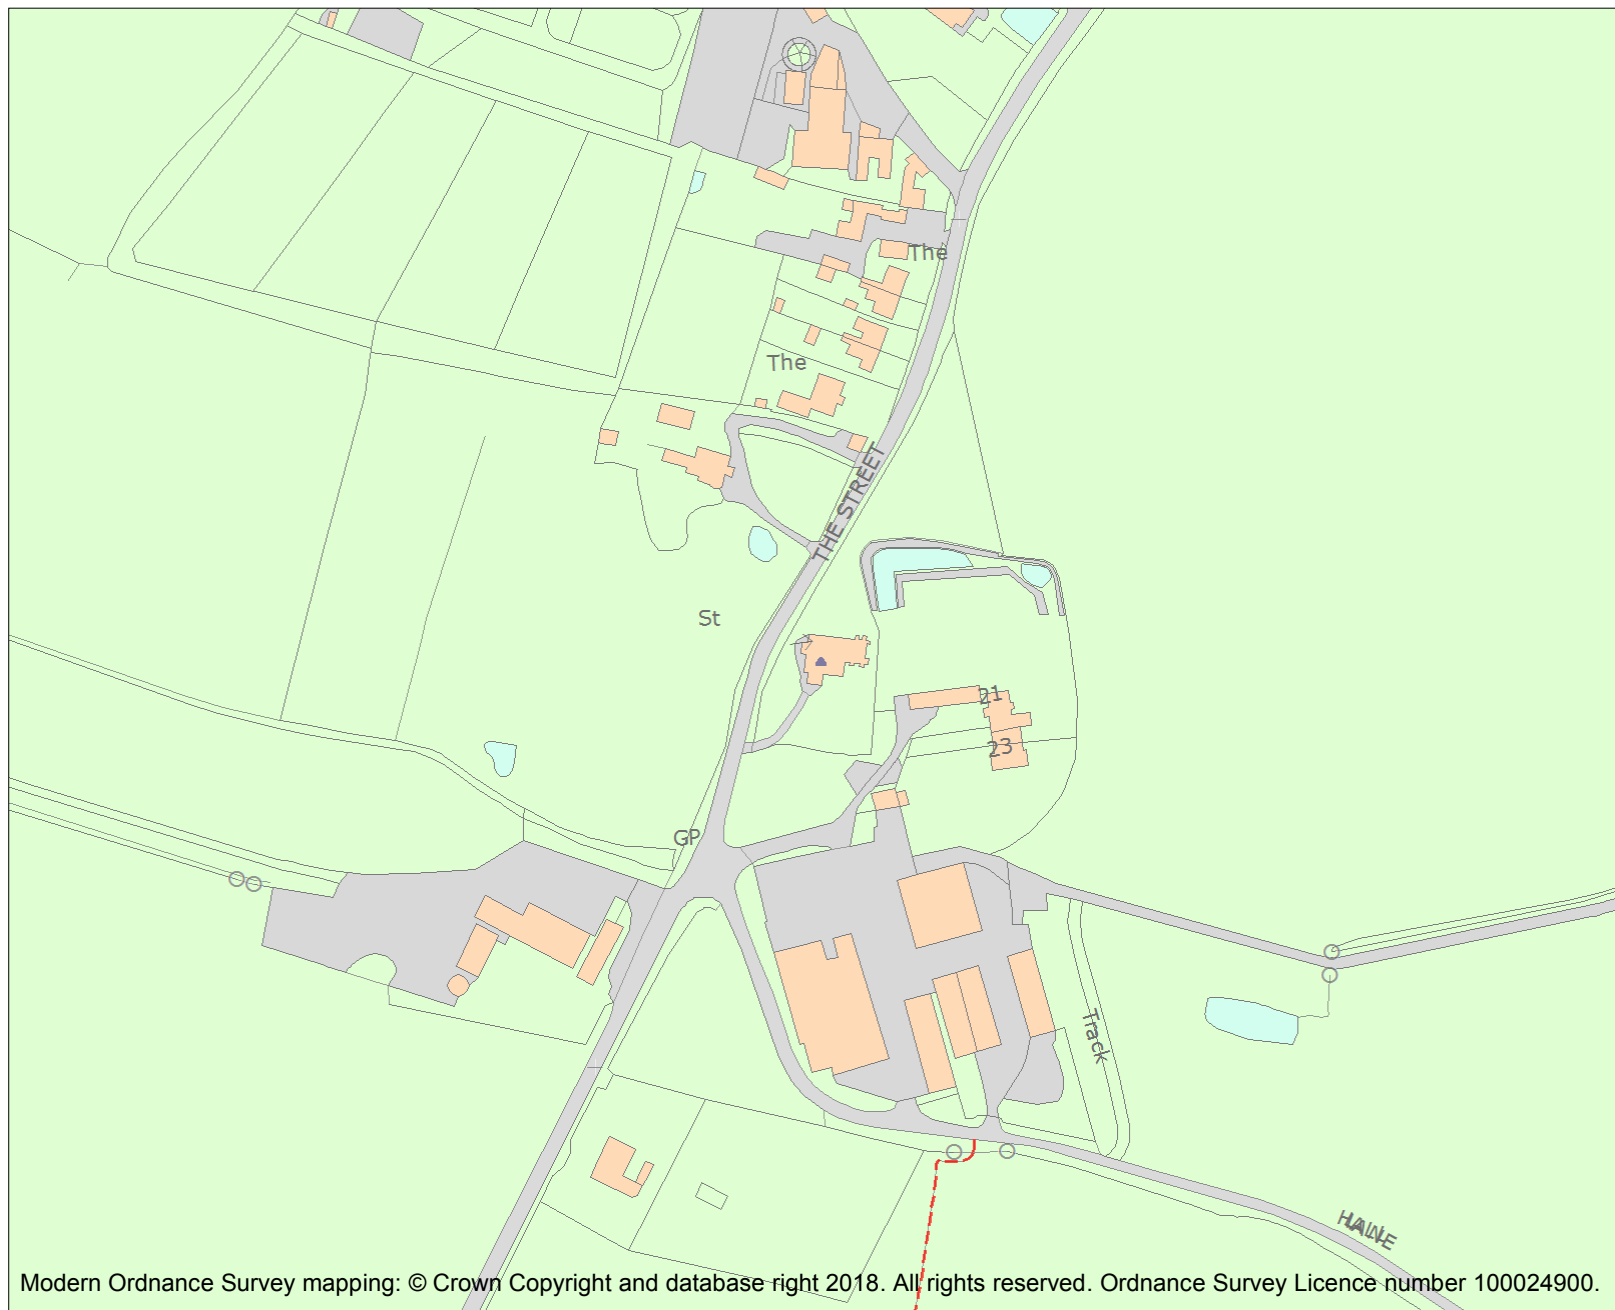 The
The
THE STREET
St
21
23
GP
Track
HALL
LANE
Modern Ordnance Survey mapping: © Crown Copyright and database right 2018. All rights reserved. Ordnance Survey Licence number 100024900.